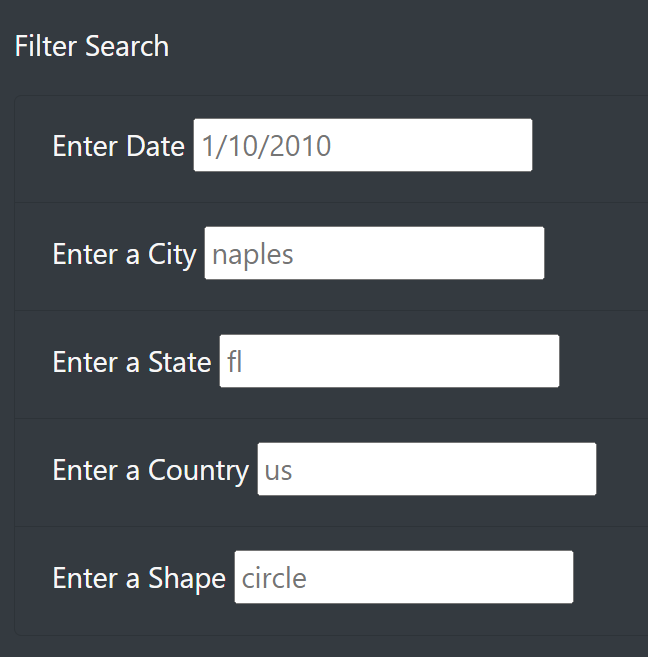 Filter Search
Enter Date 1/10/2010
Enter a City naples
Enter a State fl
Enter a Country us
Enter a Shape circle